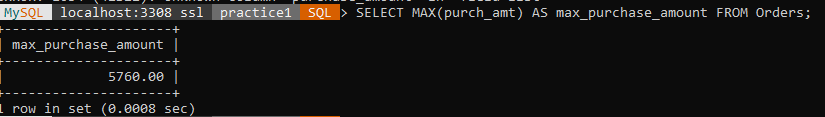 MySQL localhost:3308 ssl practice1 SQL > SELECT MAX(purch_amt) AS max_purchase_amount FROM Orders;
+---------------------+
| max_purchase_amount |
+---------------------+
|             5760.00 |
+---------------------+
1 row in set (0.0008 sec)